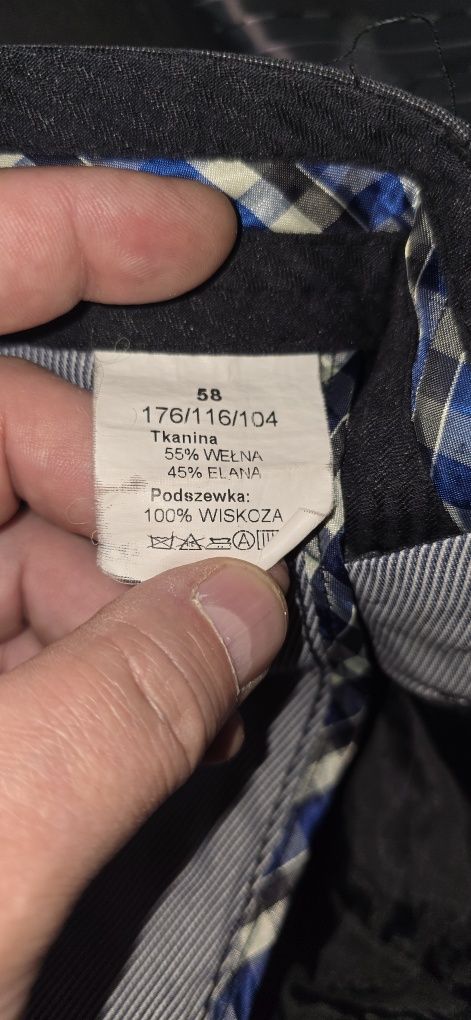 58
176/116/104
Tkanina
55% WEŁNA
45% ELANA
Podszewka:
100% WISKOZA